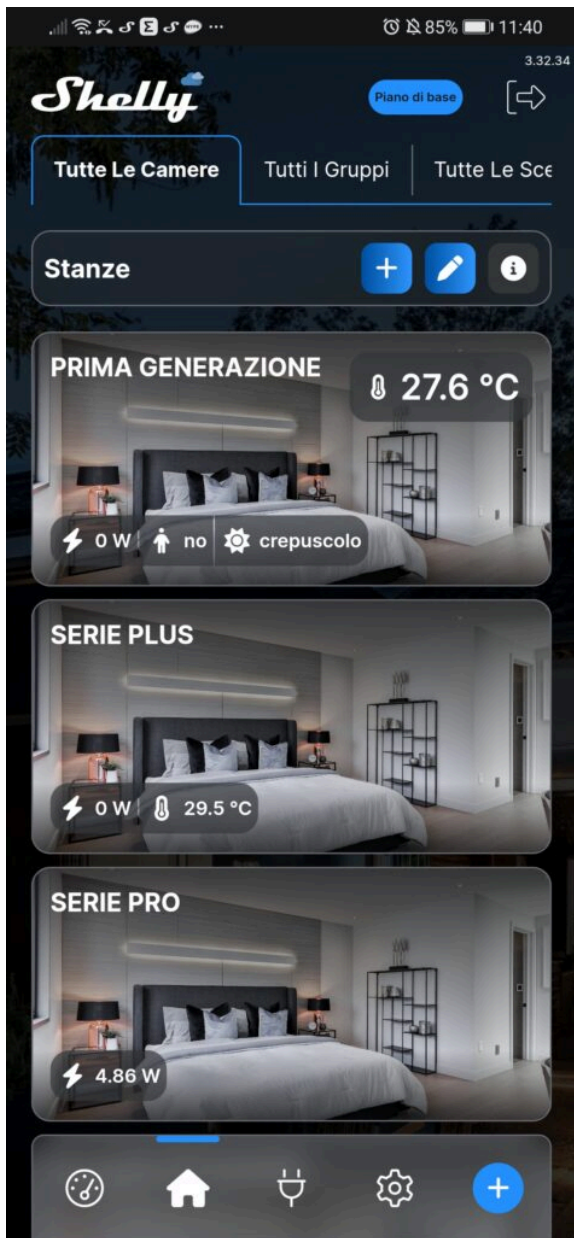 85% 11:40
3.32.34
Shelly
Piano di base
Tutte Le Camere Tutti I Gruppi Tutte Le Sce
Stanze
PRIMA GENERAZIONE
27.6 °C
0 W no crepuscolo
SERIE PLUS
0 W 29.5 °C
SERIE PRO
4.86 W